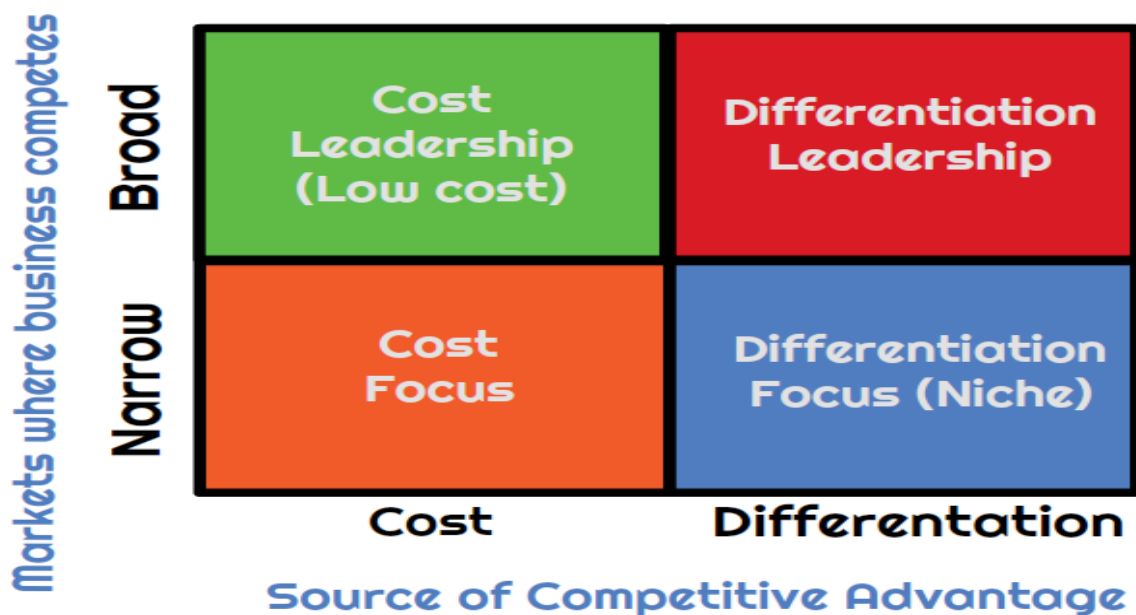 Markets where business competes
Broad
Cost
Leadership
(Low cost)
Differentiation
Leadership
Narrow
Cost
Focus
Differentiation
Focus (Niche)
Cost
Differentation
Source of Competitive Advantage